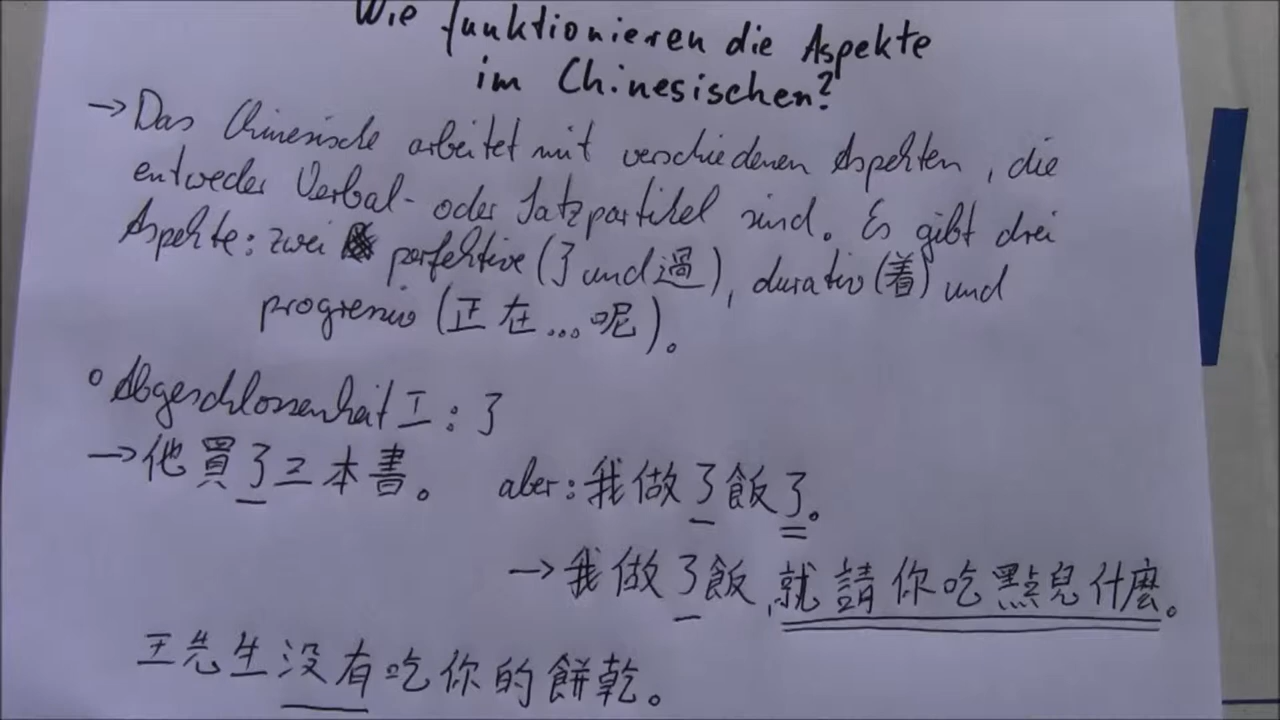 Wie funktionieren die Aspekte
im Chinesischen?
→ Das Chinesische arbeitet mit verschiedenen Aspekten, die
entweder Verbal- oder Satzpartikel sind. Es gibt drei
Aspekte: zwei perfektive (了 und 過), durativ (着) und
progressiv (正在...呢)。
° Abgeschlossenheit I: 了
→ 他買了三本書。 aber: 我做了飯了。
→ 我做了飯,就請你吃點兒什麼。
王先生没有吃你的餅乾。